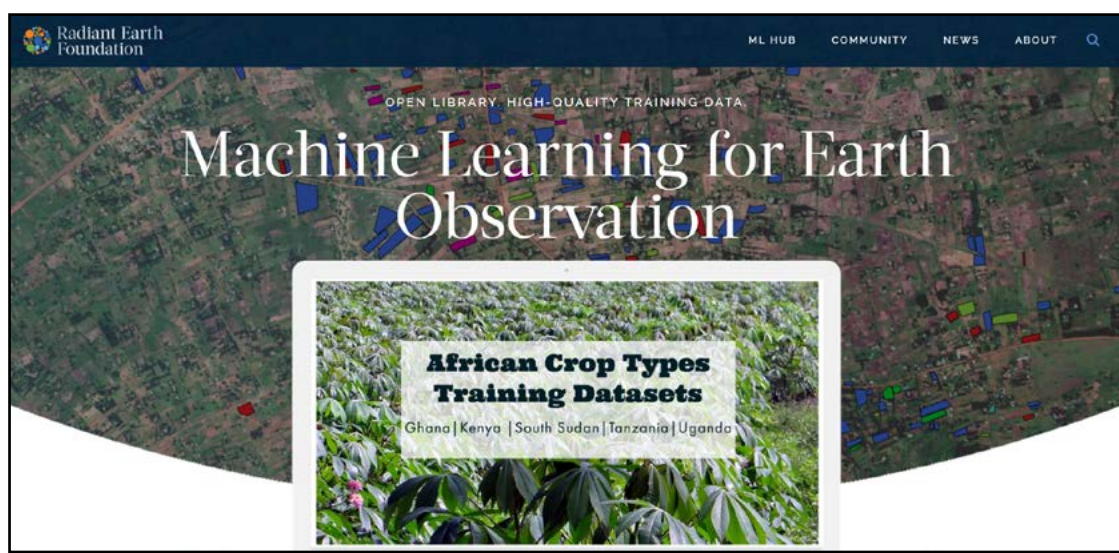 Radiant Earth
Foundation
ML HUB COMMUNITY NEWS ABOUT
OPEN LIBRARY. HIGH-QUALITY TRAINING DATA.
Machine Learning for Earth
Observation
African Crop Types
Training Datasets
Ghana|Kenya |South Sudan|Tanzania|Uganda